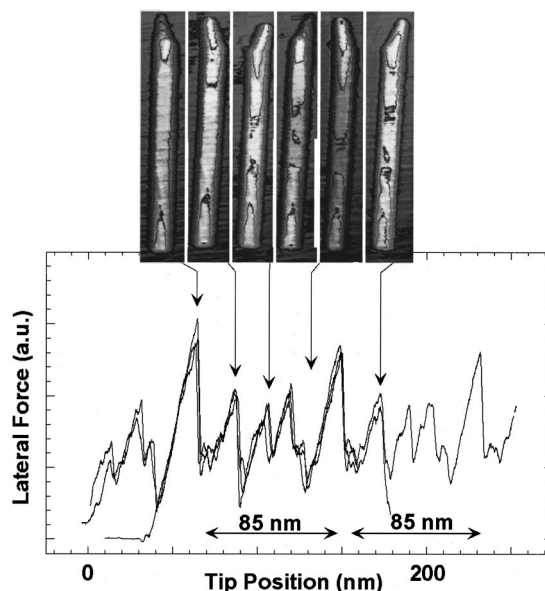 Lateral Force (a.u.)
85 nm
85 nm
0
200
Tip Position (nm)